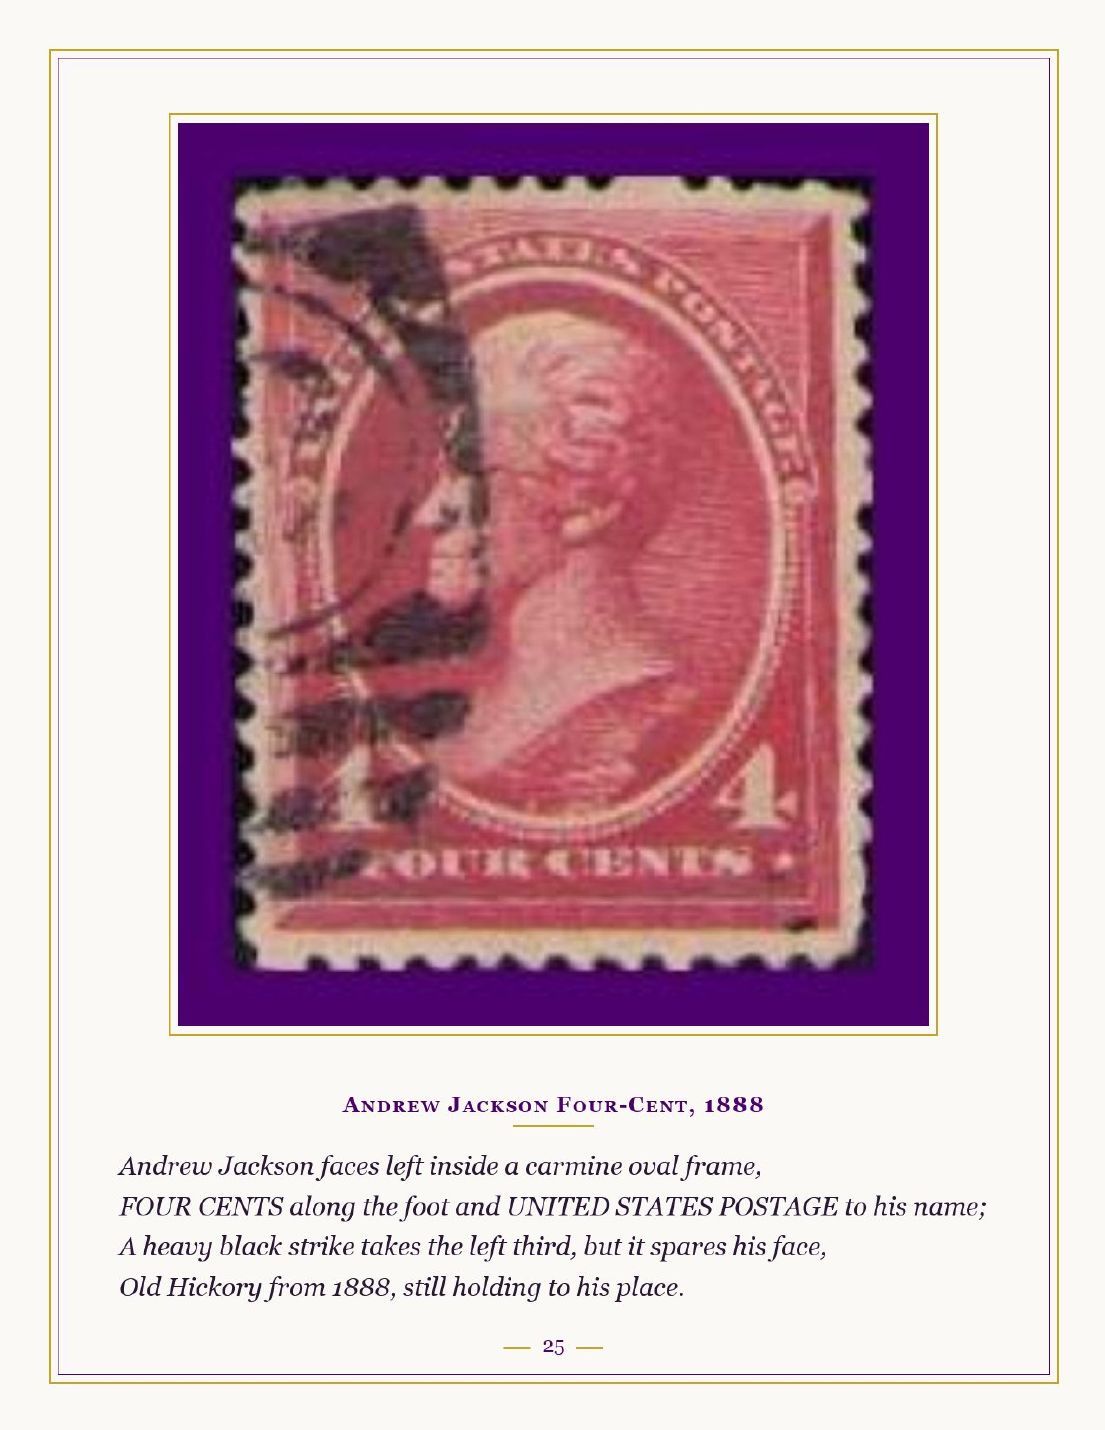 STATES POSTAGE
4 4
FOUR CENTS
Andrew Jackson Four-Cent, 1888
Andrew Jackson faces left inside a carmine oval frame,
FOUR CENTS along the foot and UNITED STATES POSTAGE to his name;
A heavy black strike takes the left third, but it spares his face,
Old Hickory from 1888, still holding to his place.
— 25 —